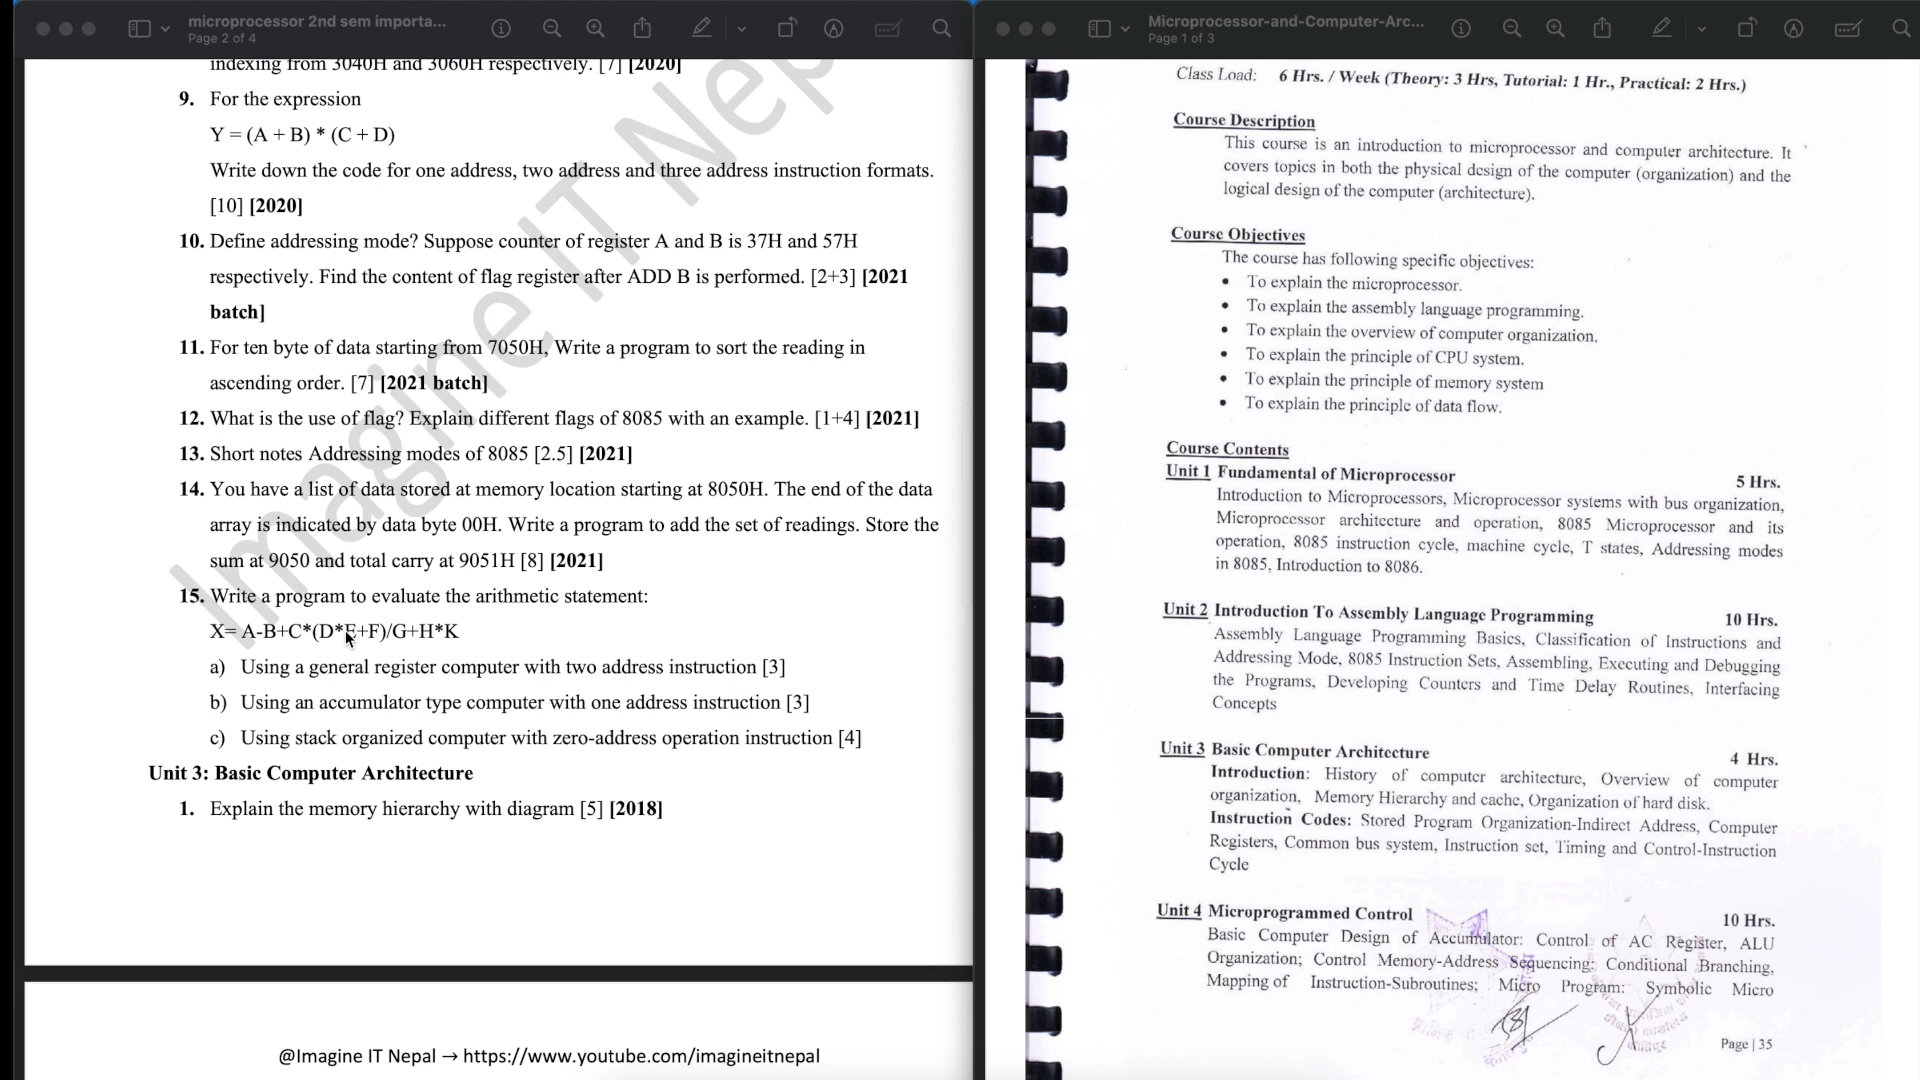 microprocessor 2nd sem importa...
Page 2 of 4
indexing from 3040H and 3060H respectively. [7] [2020]
9. For the expression
Y = (A + B) * (C + D)
Write down the code for one address, two address and three address instruction formats.
[10] [2020]
10. Define addressing mode? Suppose counter of register A and B is 37H and 57H
respectively. Find the content of flag register after ADD B is performed. [2+3] [2021
batch]
11. For ten byte of data starting from 7050H, Write a program to sort the reading in
ascending order. [7] [2021 batch]
12. What is the use of flag? Explain different flags of 8085 with an example. [1+4] [2021]
13. Short notes Addressing modes of 8085 [2.5] [2021]
14. You have a list of data stored at memory location starting at 8050H. The end of the data
array is indicated by data byte 00H. Write a program to add the set of readings. Store the
sum at 9050 and total carry at 9051H [8] [2021]
15. Write a program to evaluate the arithmetic statement:
X= A-B+C*(D*E+F)/G+H*K
a) Using a general register computer with two address instruction [3]
b) Using an accumulator type computer with one address instruction [3]
c) Using stack organized computer with zero-address operation instruction [4]
Unit 3: Basic Computer Architecture
1. Explain the memory hierarchy with diagram [5] [2018]
Imagine IT Nep
@Imagine IT Nepal → https://www.youtube.com/imagineitnepal
Microprocessor-and-Computer-Arc...
Page 1 of 3
Class Load: 6 Hrs. / Week (Theory: 3 Hrs, Tutorial: 1 Hr., Practical: 2 Hrs.)
Course Description
This course is an introduction to microprocessor and computer architecture. It
covers topics in both the physical design of the computer (organization) and the
logical design of the computer (architecture).
Course Objectives
The course has following specific objectives:
• To explain the microprocessor.
• To explain the assembly language programming.
• To explain the overview of computer organization.
• To explain the principle of CPU system.
• To explain the principle of memory system
• To explain the principle of data flow.
Course Contents
Unit 1 Fundamental of Microprocessor 5 Hrs.
Introduction to Microprocessors, Microprocessor systems with bus organization,
Microprocessor architecture and operation, 8085 Microprocessor and its
operation, 8085 instruction cycle, machine cycle, T states, Addressing modes
in 8085, Introduction to 8086.
Unit 2 Introduction To Assembly Language Programming 10 Hrs.
Assembly Language Programming Basics, Classification of Instructions and
Addressing Mode, 8085 Instruction Sets, Assembling, Executing and Debugging
the Programs, Developing Counters and Time Delay Routines, Interfacing
Concepts
Unit 3 Basic Computer Architecture 4 Hrs.
Introduction: History of computer architecture, Overview of computer
organization, Memory Hierarchy and cache, Organization of hard disk.
Instruction Codes: Stored Program Organization-Indirect Address, Computer
Registers, Common bus system, Instruction set, Timing and Control-Instruction
Cycle
Unit 4 Microprogrammed Control 10 Hrs.
Basic Computer Design of Accumulator: Control of AC Register, ALU
Organization; Control Memory-Address Sequencing: Conditional Branching,
Mapping of Instruction-Subroutines; Micro Program: Symbolic Micro
Page | 35